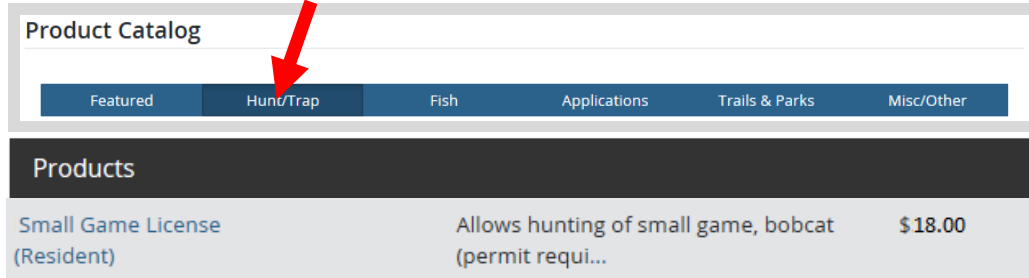 Product Catalog
Featured Hunt/Trap Fish Applications Trails & Parks Misc/Other
Products
Small Game License Allows hunting of small game, bobcat $18.00
(Resident) (permit requi...